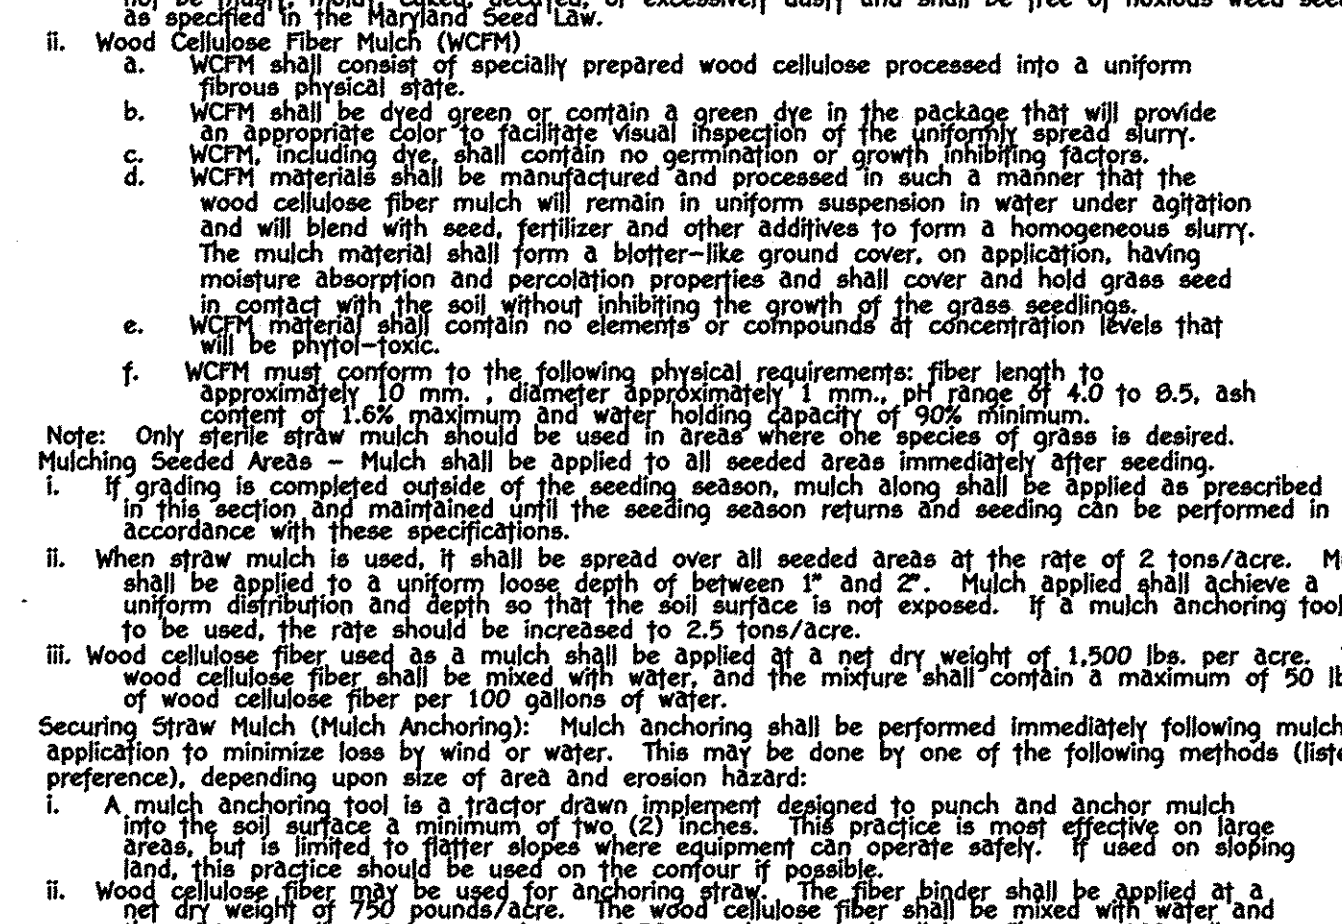 not be musty, moldy, caked, decayed, or excessively dusty and shall be free of noxious weed seeds
as specified in the Maryland Seed Law.
ii. Wood Cellulose Fiber Mulch (WCFM)
a. WCFM shall consist of specially prepared wood cellulose processed into a uniform
fibrous physical state.
b. WCFM shall be dyed green or contain a green dye in the package that will provide
an appropriate color to facilitate visual inspection of the uniformly spread slurry.
c. WCFM, including dye, shall contain no germination or growth inhibiting factors.
d. WCFM materials shall be manufactured and processed in such a manner that the
wood cellulose fiber mulch will remain in uniform suspension in water under agitation
and will blend with seed, fertilizer and other additives to form a homogeneous slurry.
The mulch material shall form a blotter-like ground cover, on application, having
moisture absorption and percolation properties and shall cover and hold grass seed
in contact with the soil without inhibiting the growth of the grass seedlings.
e. WCFM material shall contain no elements or compounds at concentration levels that
will be phytol-toxic.
f. WCFM must conform to the following physical requirements: fiber length to
approximately 10 mm. , diameter approximately 1 mm., pH range of 4.0 to 8.5, ash
content of 1.6% maximum and water holding capacity of 90% minimum.
Note: Only sterile straw mulch should be used in areas where one species of grass is desired.
Mulching Seeded Areas - Mulch shall be applied to all seeded areas immediately after seeding.
i. If grading is completed outside of the seeding season, mulch along shall be applied as prescribed
in this section and maintained until the seeding season returns and seeding can be performed in
accordance with these specifications.
ii. When straw mulch is used, it shall be spread over all seeded areas at the rate of 2 tons/acre.
shall be applied to a uniform loose depth of between 1" and 2". Mulch applied shall achieve a
uniform distribution and depth so that the soil surface is not exposed. If a mulch anchoring tool
to be used, the rate should be increased to 2.5 tons/acre.
iii. Wood cellulose fiber used as a mulch shall be applied at a net dry weight of 1,500 lbs. per acre.
wood cellulose fiber shall be mixed with water, and the mixture shall contain a maximum of 50 lb
of wood cellulose fiber per 100 gallons of water.
Securing Straw Mulch (Mulch Anchoring): Mulch anchoring shall be performed immediately following mulch
application to minimize loss by wind or water. This may be done by one of the following methods (liste
preference), depending upon size of area and erosion hazard:
i. A mulch anchoring tool is a tractor drawn implement designed to punch and anchor mulch
into the soil surface a minimum of two (2) inches. This practice is most effective on large
areas, but is limited to flatter slopes where equipment can operate safely. If used on sloping
land, this practice should be used on the contour if possible.
ii. Wood cellulose fiber may be used for anchoring straw. The fiber binder shall be applied at a
net dry weight of 750 pounds/acre. The wood cellulose fiber shall be mixed with water and